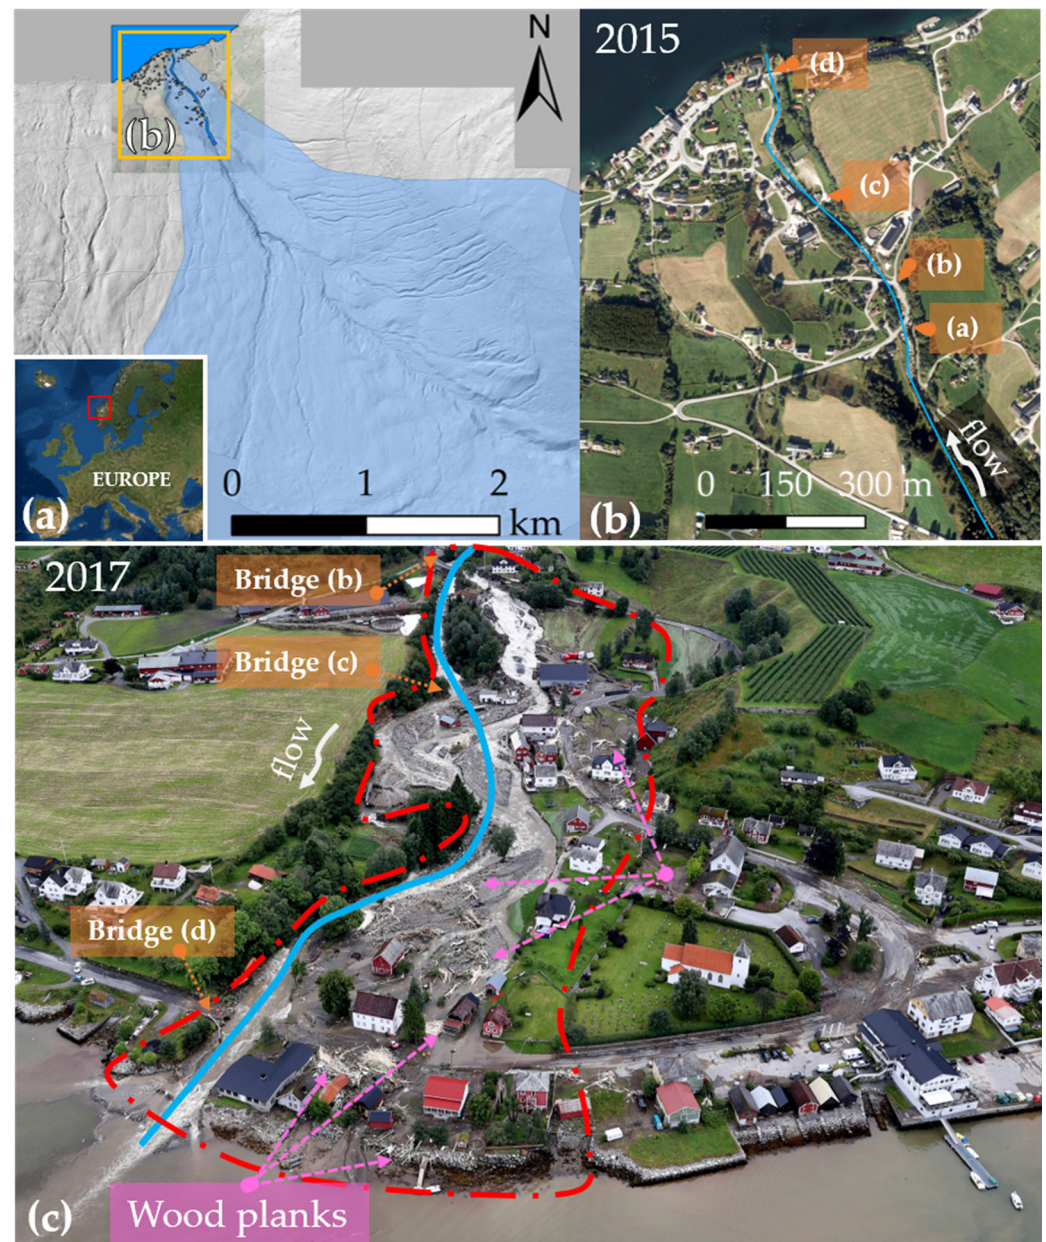 N
(b)
EUROPE
(a)
0 1 2
km
2015
(d)
(c)
(b)
(a)
flow
0 150 300 m
(b)
2017
Bridge (b)
Bridge (c)
flow
Bridge (d)
Wood planks
(c)